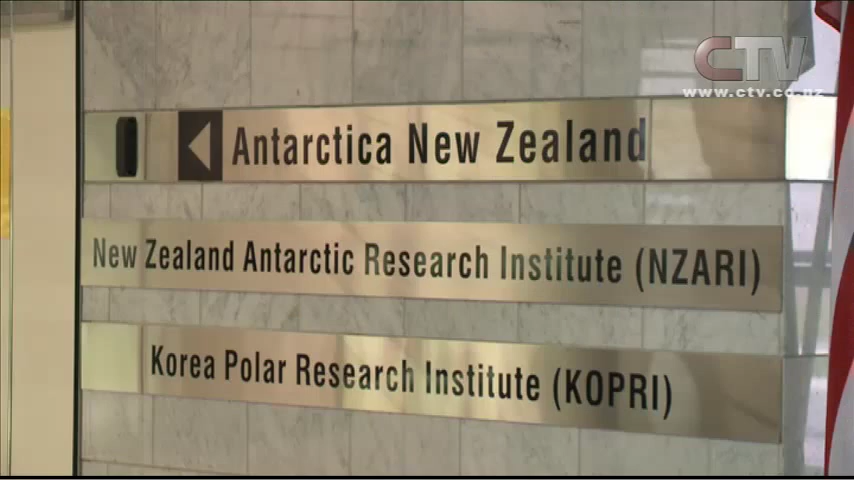 CTV
www.ctv.co.nz
Antarctica New Zealand
New Zealand Antarctic Research Institute (NZARI)
Korea Polar Research Institute (KOPRI)